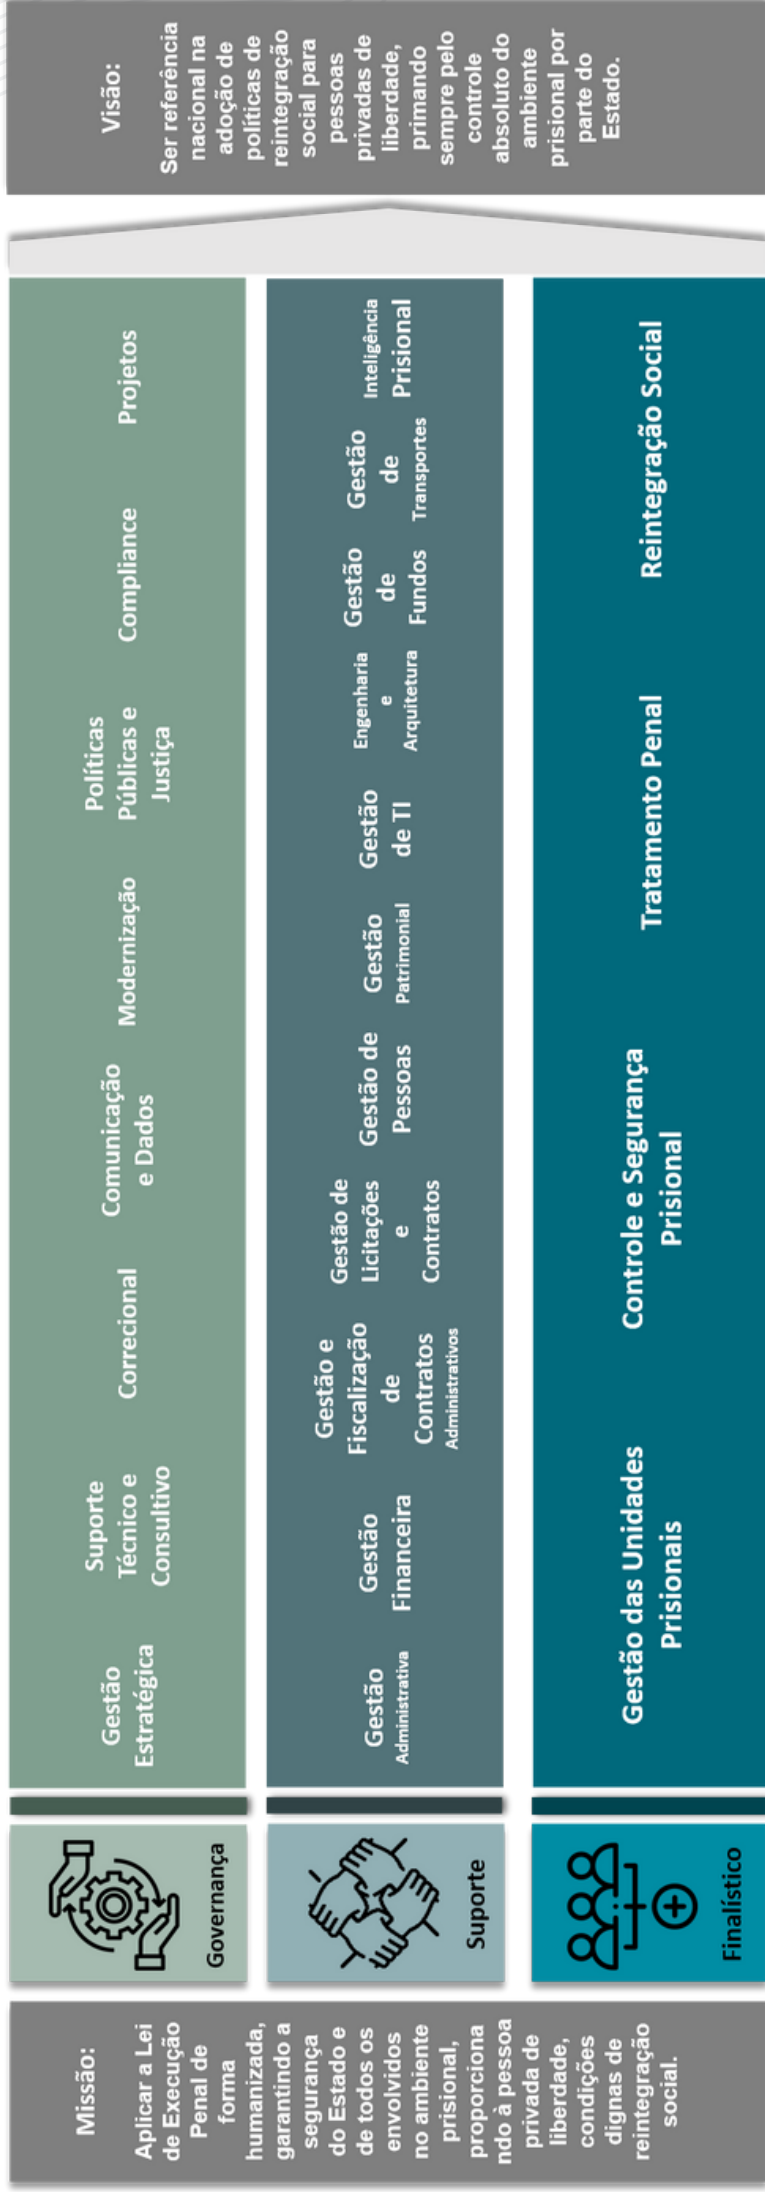 Missão:
Aplicar a Lei
de Execução
Penal de
forma
humanizada,
garantindo a
segurança
do Estado e
de todos os
envolvidos
no ambiente
prisional,
proporciona
ndo à pessoa
privada de
liberdade,
condições
dignas de
reintegração
social.
Governança
Gestão
Estratégica
Suporte
Técnico e
Consultivo
Correcional
Comunicação
e Dados
Modernização
Políticas
Públicas e
Justiça
Compliance
Projetos
Suporte
Gestão
Administrativa
Gestão
Financeira
Gestão e
Fiscalização
de
Contratos
Administrativos
Gestão de
Licitações
e
Contratos
Gestão de
Pessoas
Gestão
Patrimonial
Gestão
de TI
Engenharia
e
Arquitetura
Gestão
de
Fundos
Gestão
de
Transportes
Inteligência
Prisional
Finalístico
Gestão das Unidades
Prisionais
Controle e Segurança
Prisional
Tratamento Penal
Reintegração Social
Visão:
Ser referência
nacional na
adoção de
políticas de
reintegração
social para
pessoas
privadas de
liberdade,
primando
sempre pelo
controle
absoluto do
ambiente
prisional por
parte do
Estado.